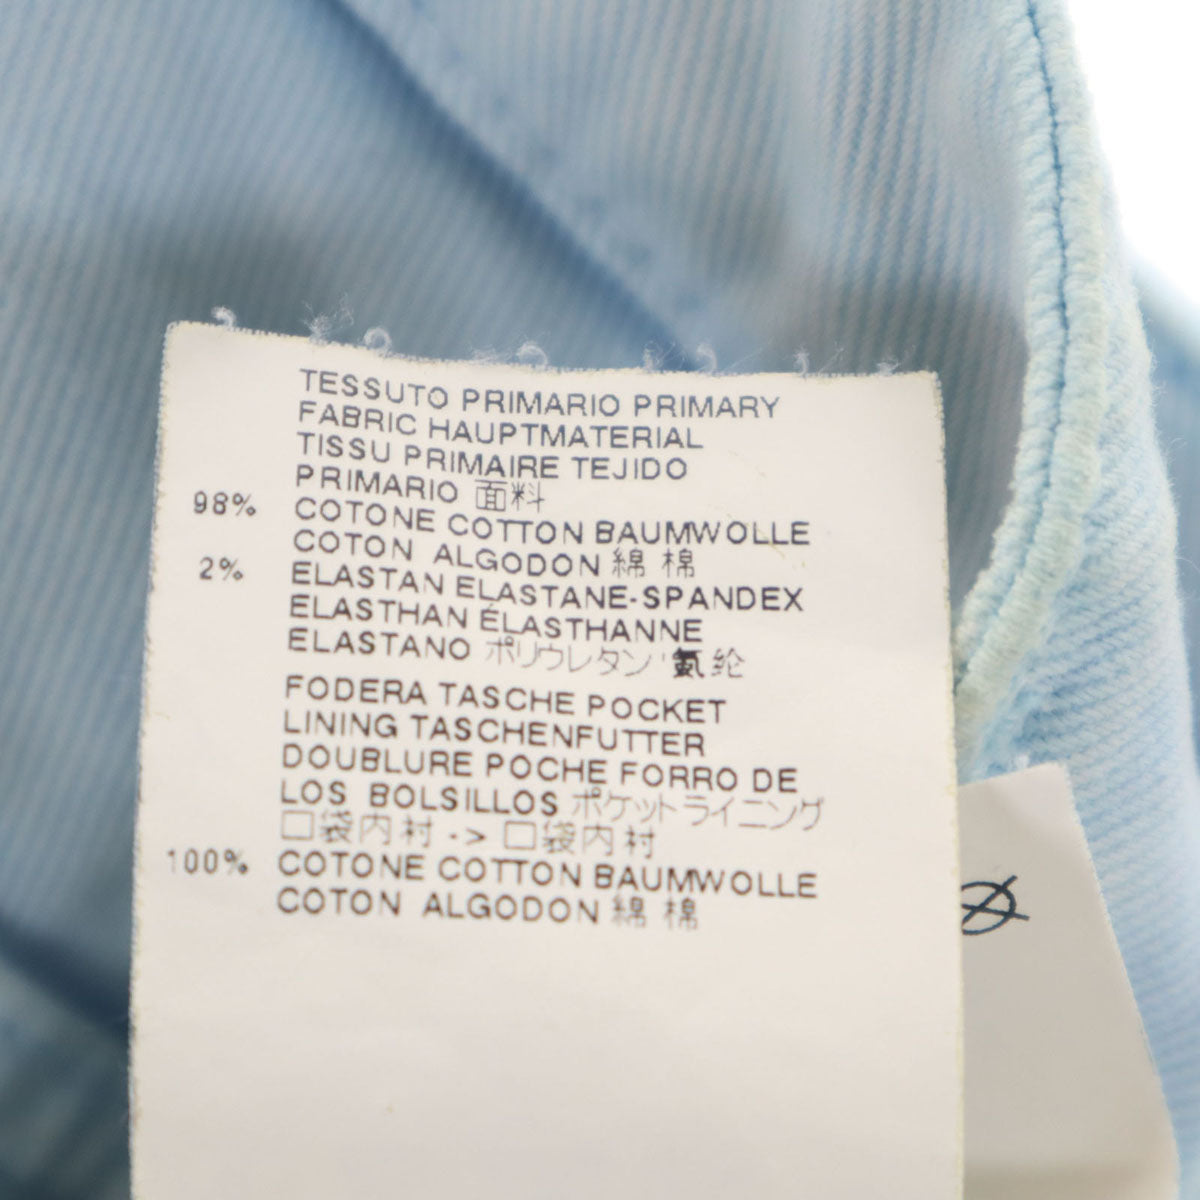 TESSUTO PRIMARIO PRIMARY
FABRIC HAUPTMATERIAL
TISSU PRIMAIRE TEJIDO
PRIMARIO 面料
98% COTONE COTTON BAUMWOLLE
COTON ALGODON 綿 棉
2% ELASTAN ELASTANE-SPANDEX
ELASTHAN ÉLASTHANNE
ELASTANO ポリウレタン 氨纶
FODERA TASCHE POCKET
LINING TASCHENFUTTER
DOUBLURE POCHE FORRO DE
LOS BOLSILLOS ポケットライニング
口袋内衬 -> 口袋内衬
100% COTONE COTTON BAUMWOLLE
COTON ALGODON 綿 棉